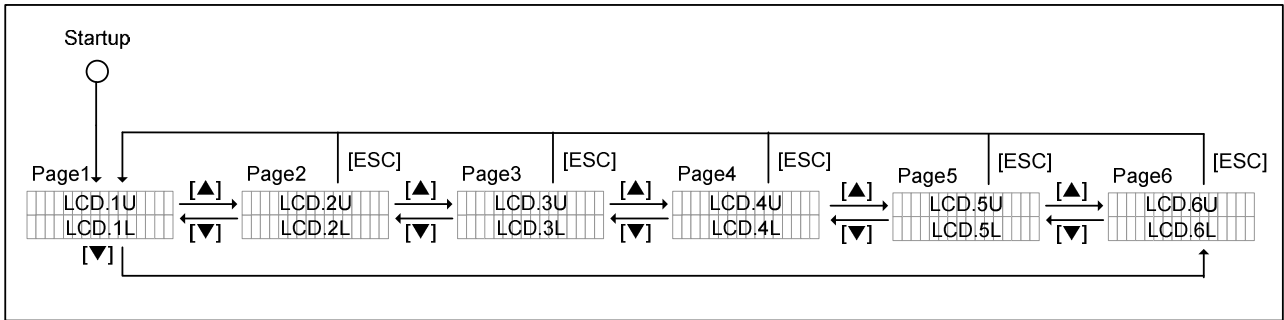 Startup
Page1
Page2
Page3
Page4
Page5
Page6
[ESC]
[ESC]
[ESC]
[ESC]
[ESC]
[▲]
[▲]
[▲]
[▲]
[▲]
LCD.1U
LCD.2U
LCD.3U
LCD.4U
LCD.5U
LCD.6U
LCD.1L
LCD.2L
LCD.3L
LCD.4L
LCD.5L
LCD.6L
[▼]
[▼]
[▼]
[▼]
[▼]
[▼]